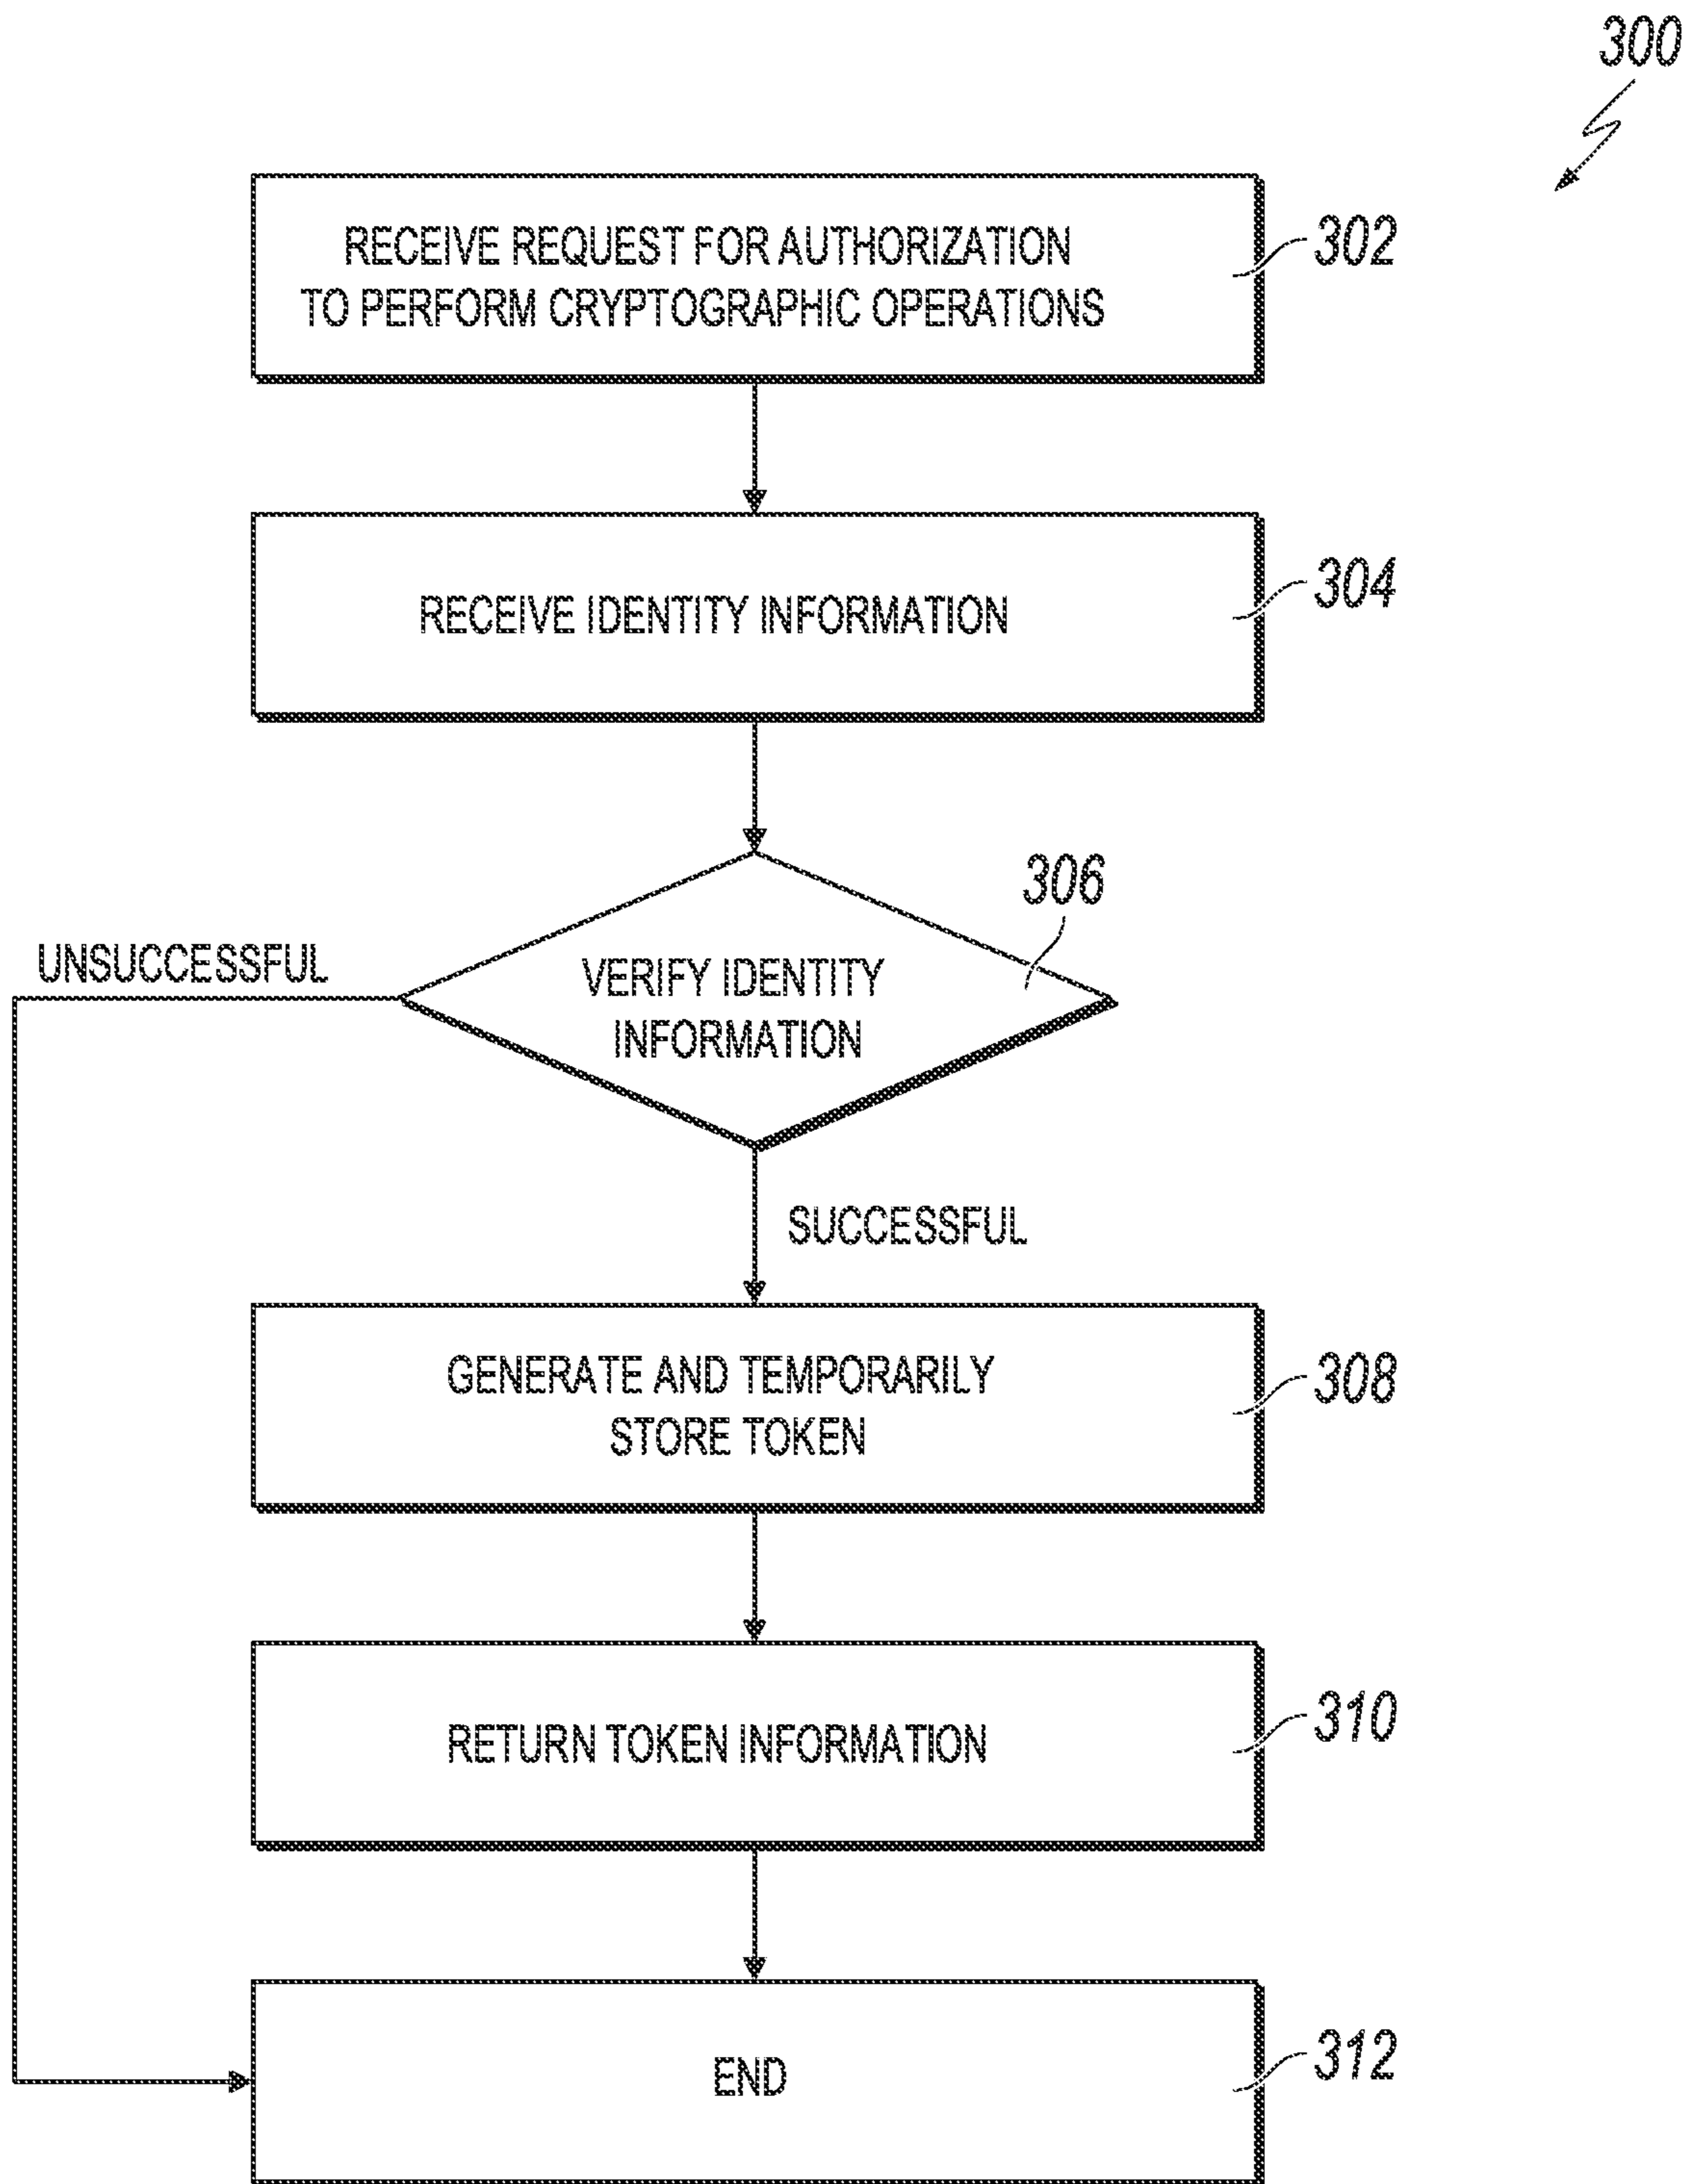 300
RECEIVE REQUEST FOR AUTHORIZATION
TO PERFORM CRYPTOGRAPHIC OPERATIONS
302
RECEIVE IDENTITY INFORMATION
304
306
UNSUCCESSFUL
VERIFY IDENTITY
INFORMATION
SUCCESSFUL
GENERATE AND TEMPORARILY
STORE TOKEN
308
RETURN TOKEN INFORMATION
310
END
312